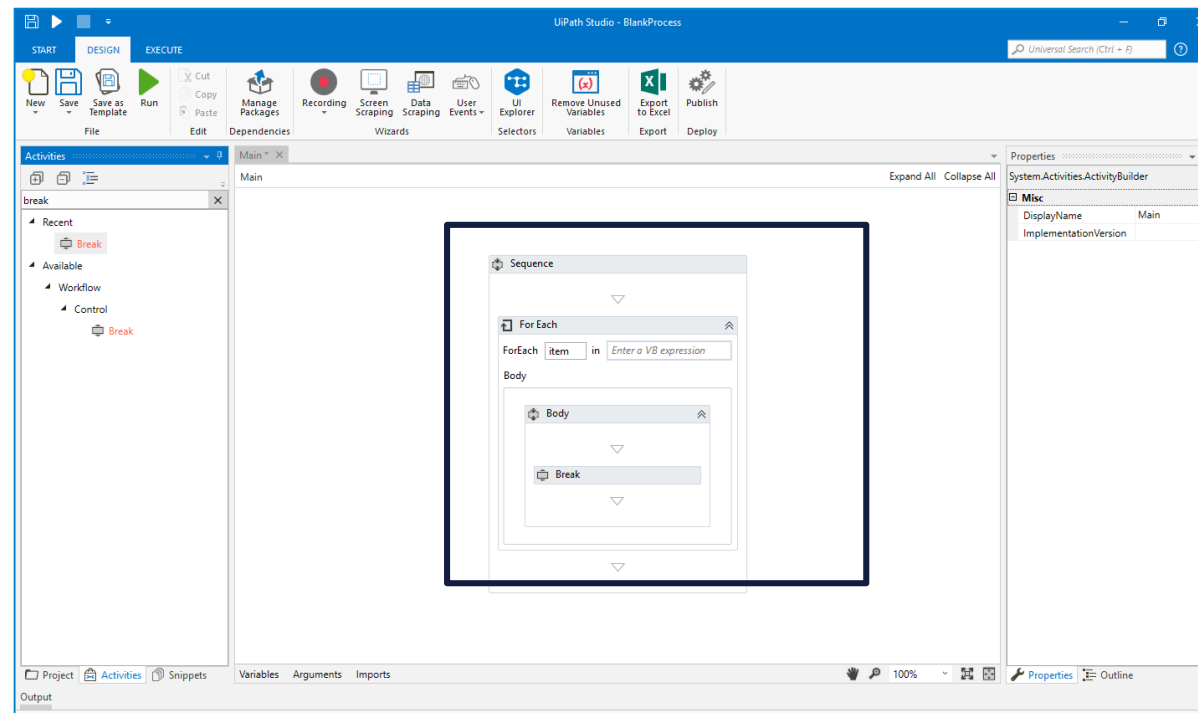 UiPath Studio - BlankProcess
START DESIGN EXECUTE
Universal Search (Ctrl + F)
New Save Save as Template Run
Cut
Copy
Paste
Manage Packages
Recording Screen Scraping Data Scraping User Events
UI Explorer
Remove Unused Variables
Export to Excel
Publish
File Edit Dependencies Wizards Selectors Variables Export Deploy
Activities
break
Recent
Break
Available
Workflow
Control
Break
Main *
Main Expand All Collapse All
Sequence
For Each
ForEach item in Enter a VB expression
Body
Body
Break
Properties
System.Activities.ActivityBuilder
Misc
DisplayName Main
ImplementationVersion
Project Activities Snippets
Variables Arguments Imports 100%
Properties Outline
Output